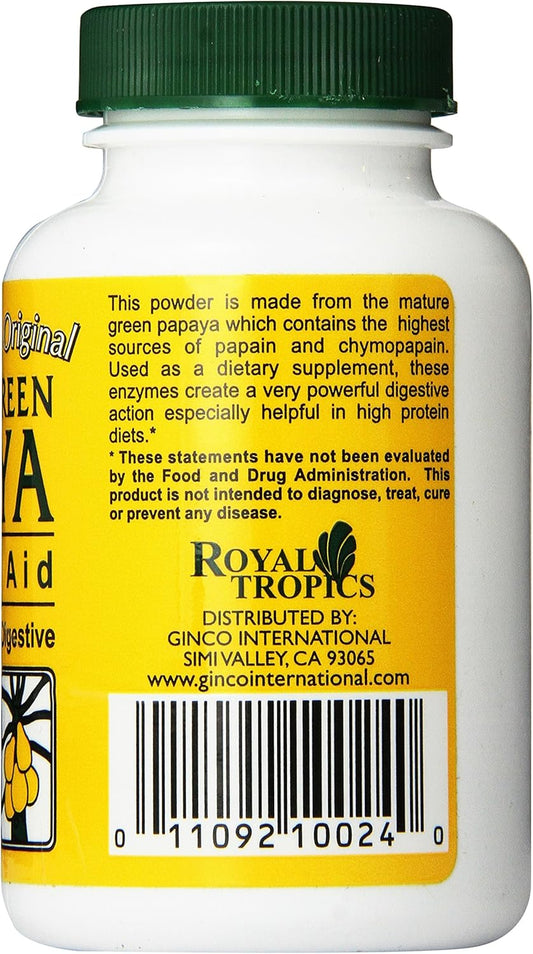 Original
This powder is made from the mature
green papaya which contains the highest
sources of papain and chymopapain.
Used as a dietary supplement, these
enzymes create a very powerful digestive
action especially helpful in high protein
diets.*
* These statements have not been evaluated
by the Food and Drug Administration. This
product is not intended to diagnose, treat, cure
or prevent any disease.
Aid
Digestive
ROYAL
TROPICS
DISTRIBUTED BY:
GINCO INTERNATIONAL
SIMI VALLEY, CA 93065
www.gincointernational.com
0 11092 10024 0